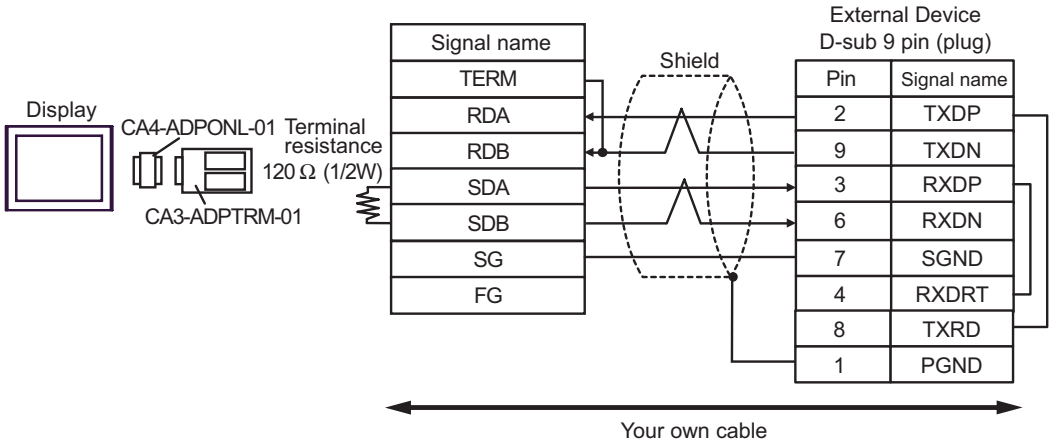 External Device
D-sub 9 pin (plug)
Signal name
Shield
Pin Signal name
TERM
Display
RDA
2 TXDP
CA4-ADPONL-01
Terminal
resistance
120 Ω (1/2W)
RDB
9 TXDN
SDA
3 RXDP
CA3-ADPTRM-01
SDB
6 RXDN
SG
7 SGND
FG
4 RXDRT
8 TXRD
1 PGND
Your own cable